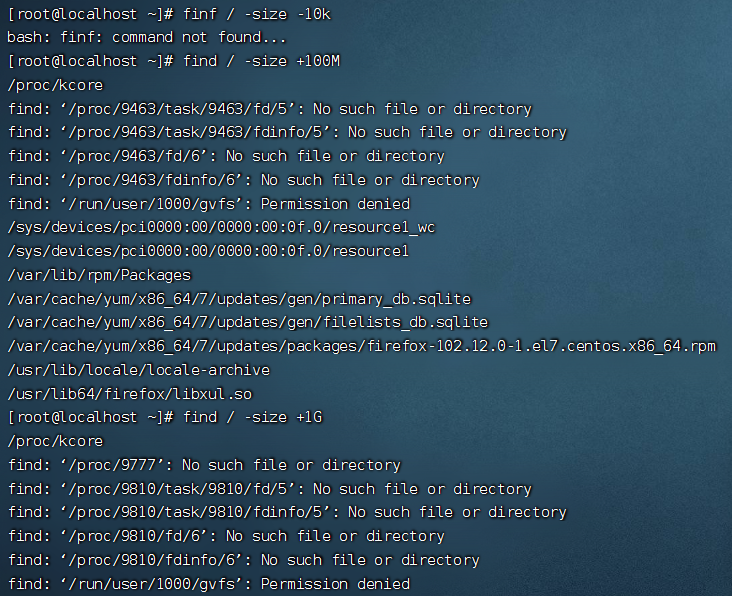 [root@localhost ~]# finf / -size -10k
bash: finf: command not found...
[root@localhost ~]# find / -size +100M
/proc/kcore
find: ‘/proc/9463/task/9463/fd/5’: No such file or directory
find: ‘/proc/9463/task/9463/fdinfo/5’: No such file or directory
find: ‘/proc/9463/fd/6’: No such file or directory
find: ‘/proc/9463/fdinfo/6’: No such file or directory
find: ‘/run/user/1000/gvfs’: Permission denied
/sys/devices/pci0000:00/0000:00:0f.0/resource1_wc
/sys/devices/pci0000:00/0000:00:0f.0/resource1
/var/lib/rpm/Packages
/var/cache/yum/x86_64/7/updates/gen/primary_db.sqlite
/var/cache/yum/x86_64/7/updates/gen/filelists_db.sqlite
/var/cache/yum/x86_64/7/updates/packages/firefox-102.12.0-1.el7.centos.x86_64.rpm
/usr/lib/locale/locale-archive
/usr/lib64/firefox/libxul.so
[root@localhost ~]# find / -size +1G
/proc/kcore
find: ‘/proc/9777’: No such file or directory
find: ‘/proc/9810/task/9810/fd/5’: No such file or directory
find: ‘/proc/9810/task/9810/fdinfo/5’: No such file or directory
find: ‘/proc/9810/fd/6’: No such file or directory
find: ‘/proc/9810/fdinfo/6’: No such file or directory
find: ‘/run/user/1000/gvfs’: Permission denied